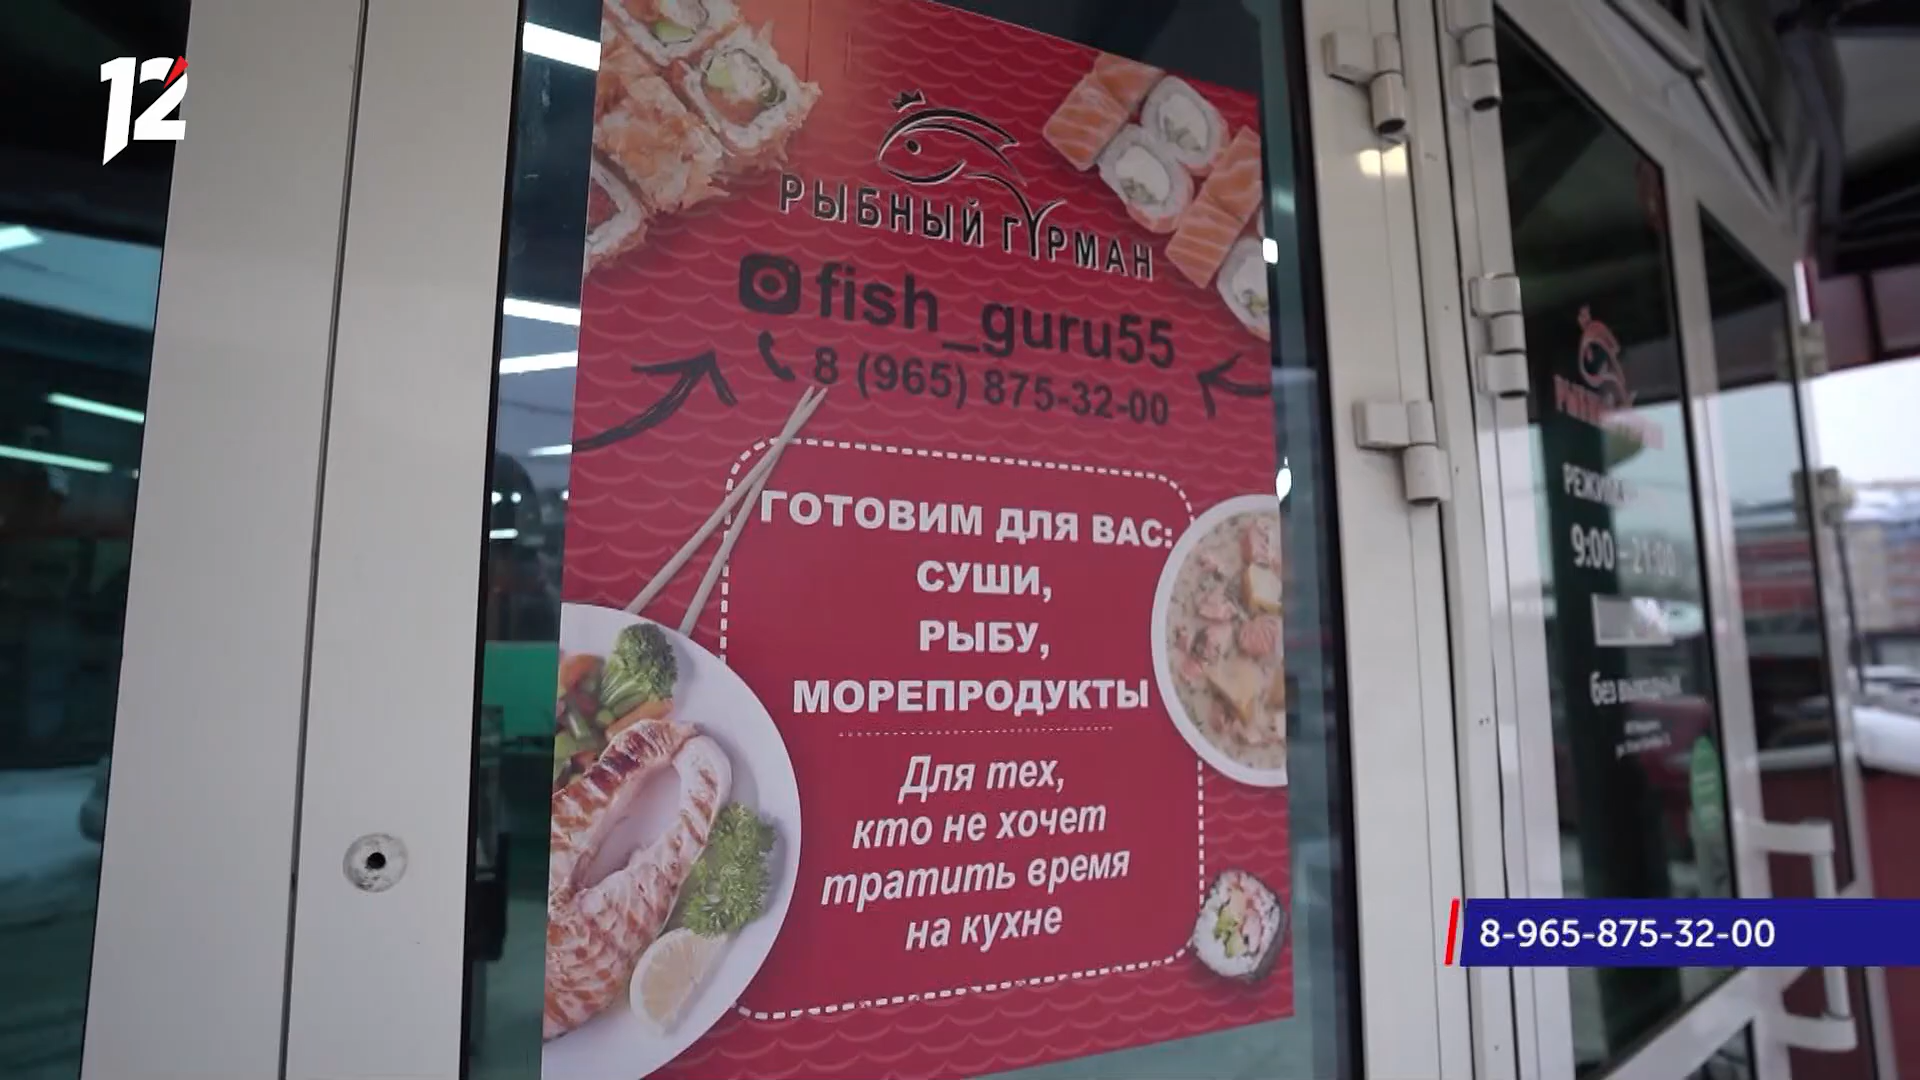 12
РЫБНЫЙ ГУРМАН
fish_guru55
8 (965) 875-32-00
ГОТОВИМ ДЛЯ ВАС:
СУШИ,
РЫБУ,
МОРЕПРОДУКТЫ
Для тех,
кто не хочет
тратить время
на кухне
9:00 - 21:00
без выходных
8-965-875-32-00